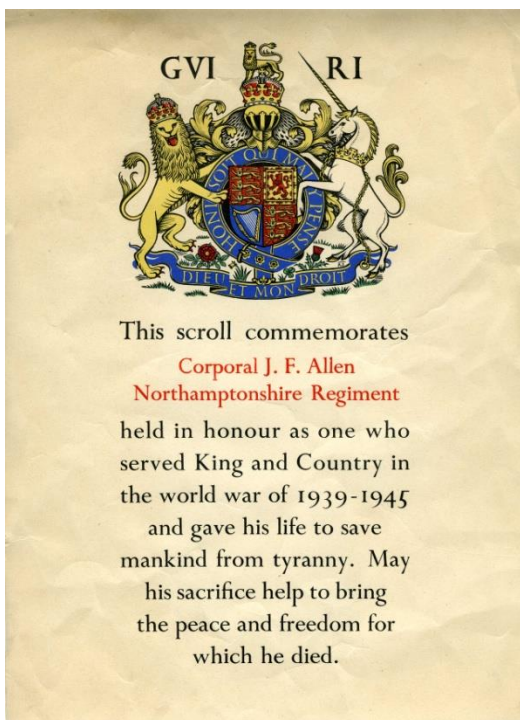 GVI RI
HONI SOIT QUI MAL Y PENSE
DIEU ET MON DROIT
This scroll commemorates
Corporal J. F. Allen
Northamptonshire Regiment
held in honour as one who
served King and Country in
the world war of 1939-1945
and gave his life to save
mankind from tyranny. May
his sacrifice help to bring
the peace and freedom for
which he died.